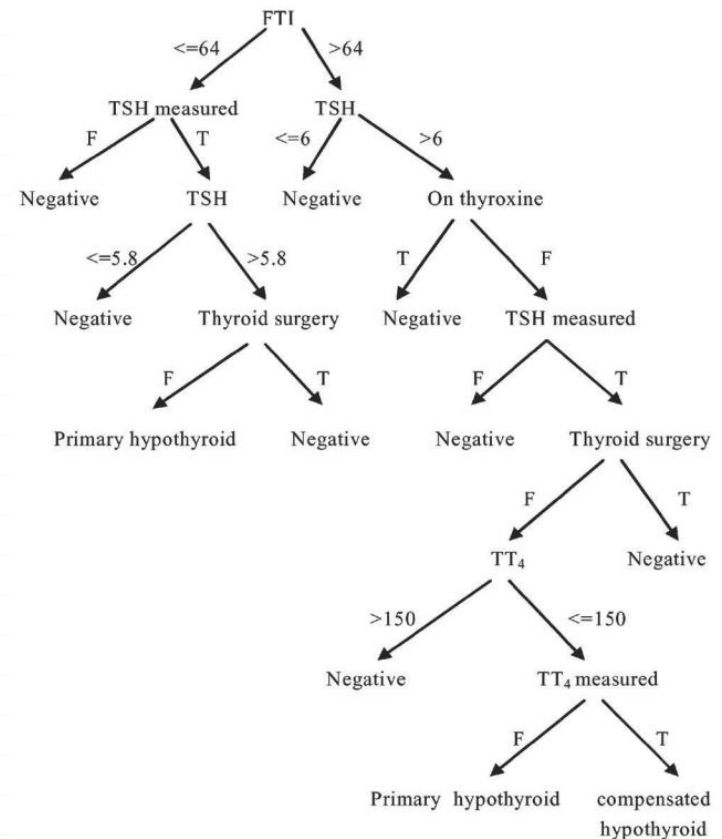 FTI
<=64 >64
TSH measured TSH
F T <=6 >6
Negative TSH Negative On thyroxine
<=5.8 >5.8 T F
Negative Thyroid surgery Negative TSH measured
F T F T
Primary hypothyroid Negative Negative Thyroid surgery
F T
TT₄ Negative
>150 <=150
Negative TT₄ measured
F T
Primary hypothyroid compensated
hypothyroid